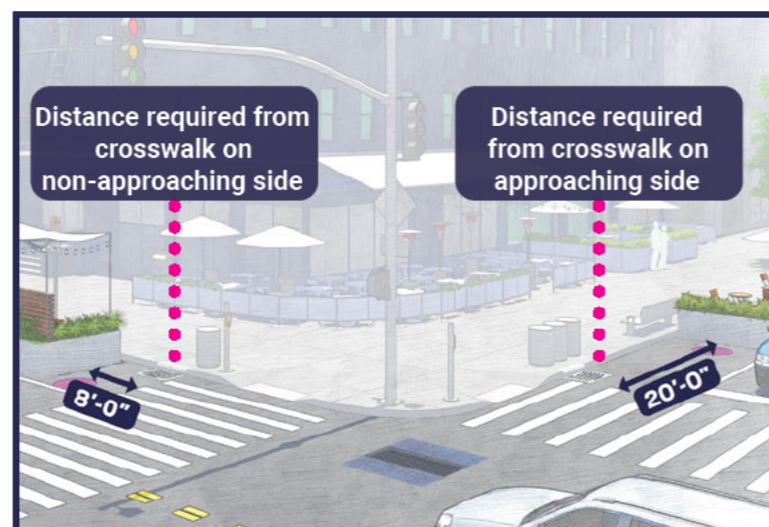 Distance required from
crosswalk on
non-approaching side
Distance required
from crosswalk on
approaching side
8'-0"
20'-0"